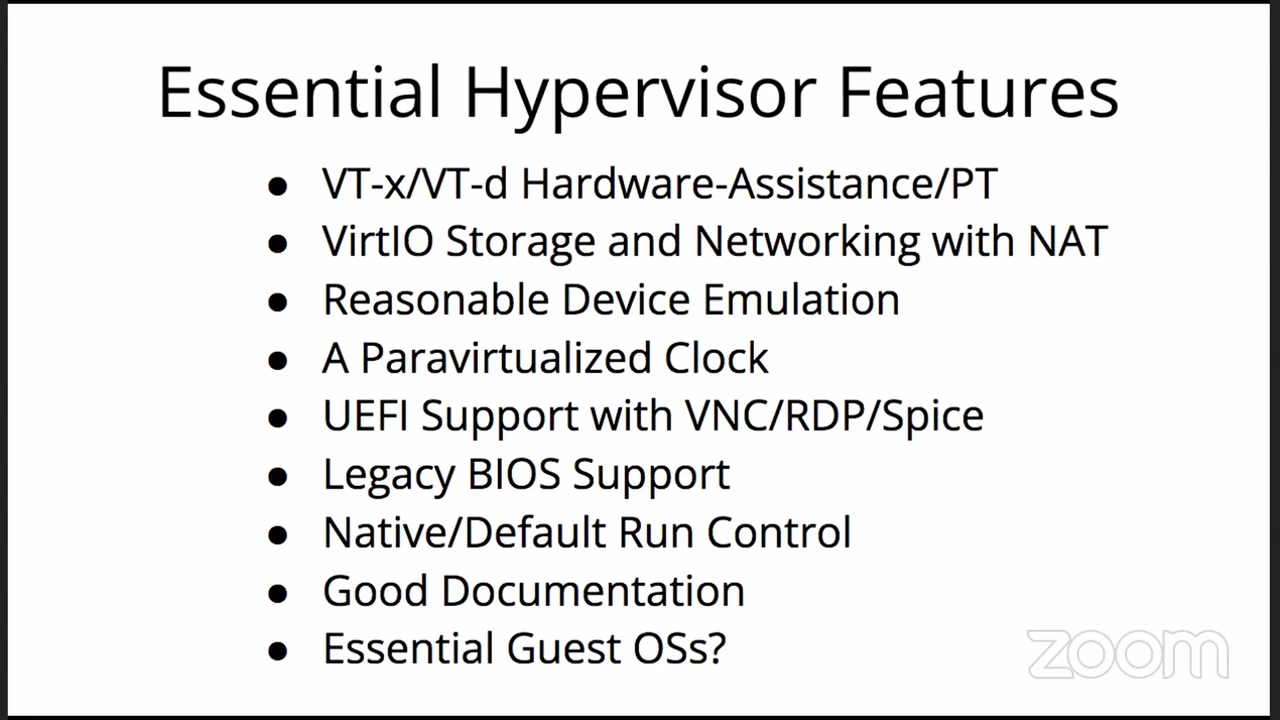 Essential Hypervisor Features
● VT-x/VT-d Hardware-Assistance/PT
● VirtIO Storage and Networking with NAT
● Reasonable Device Emulation
● A Paravirtualized Clock
● UEFI Support with VNC/RDP/Spice
● Legacy BIOS Support
● Native/Default Run Control
● Good Documentation
● Essential Guest OSs?
zoom